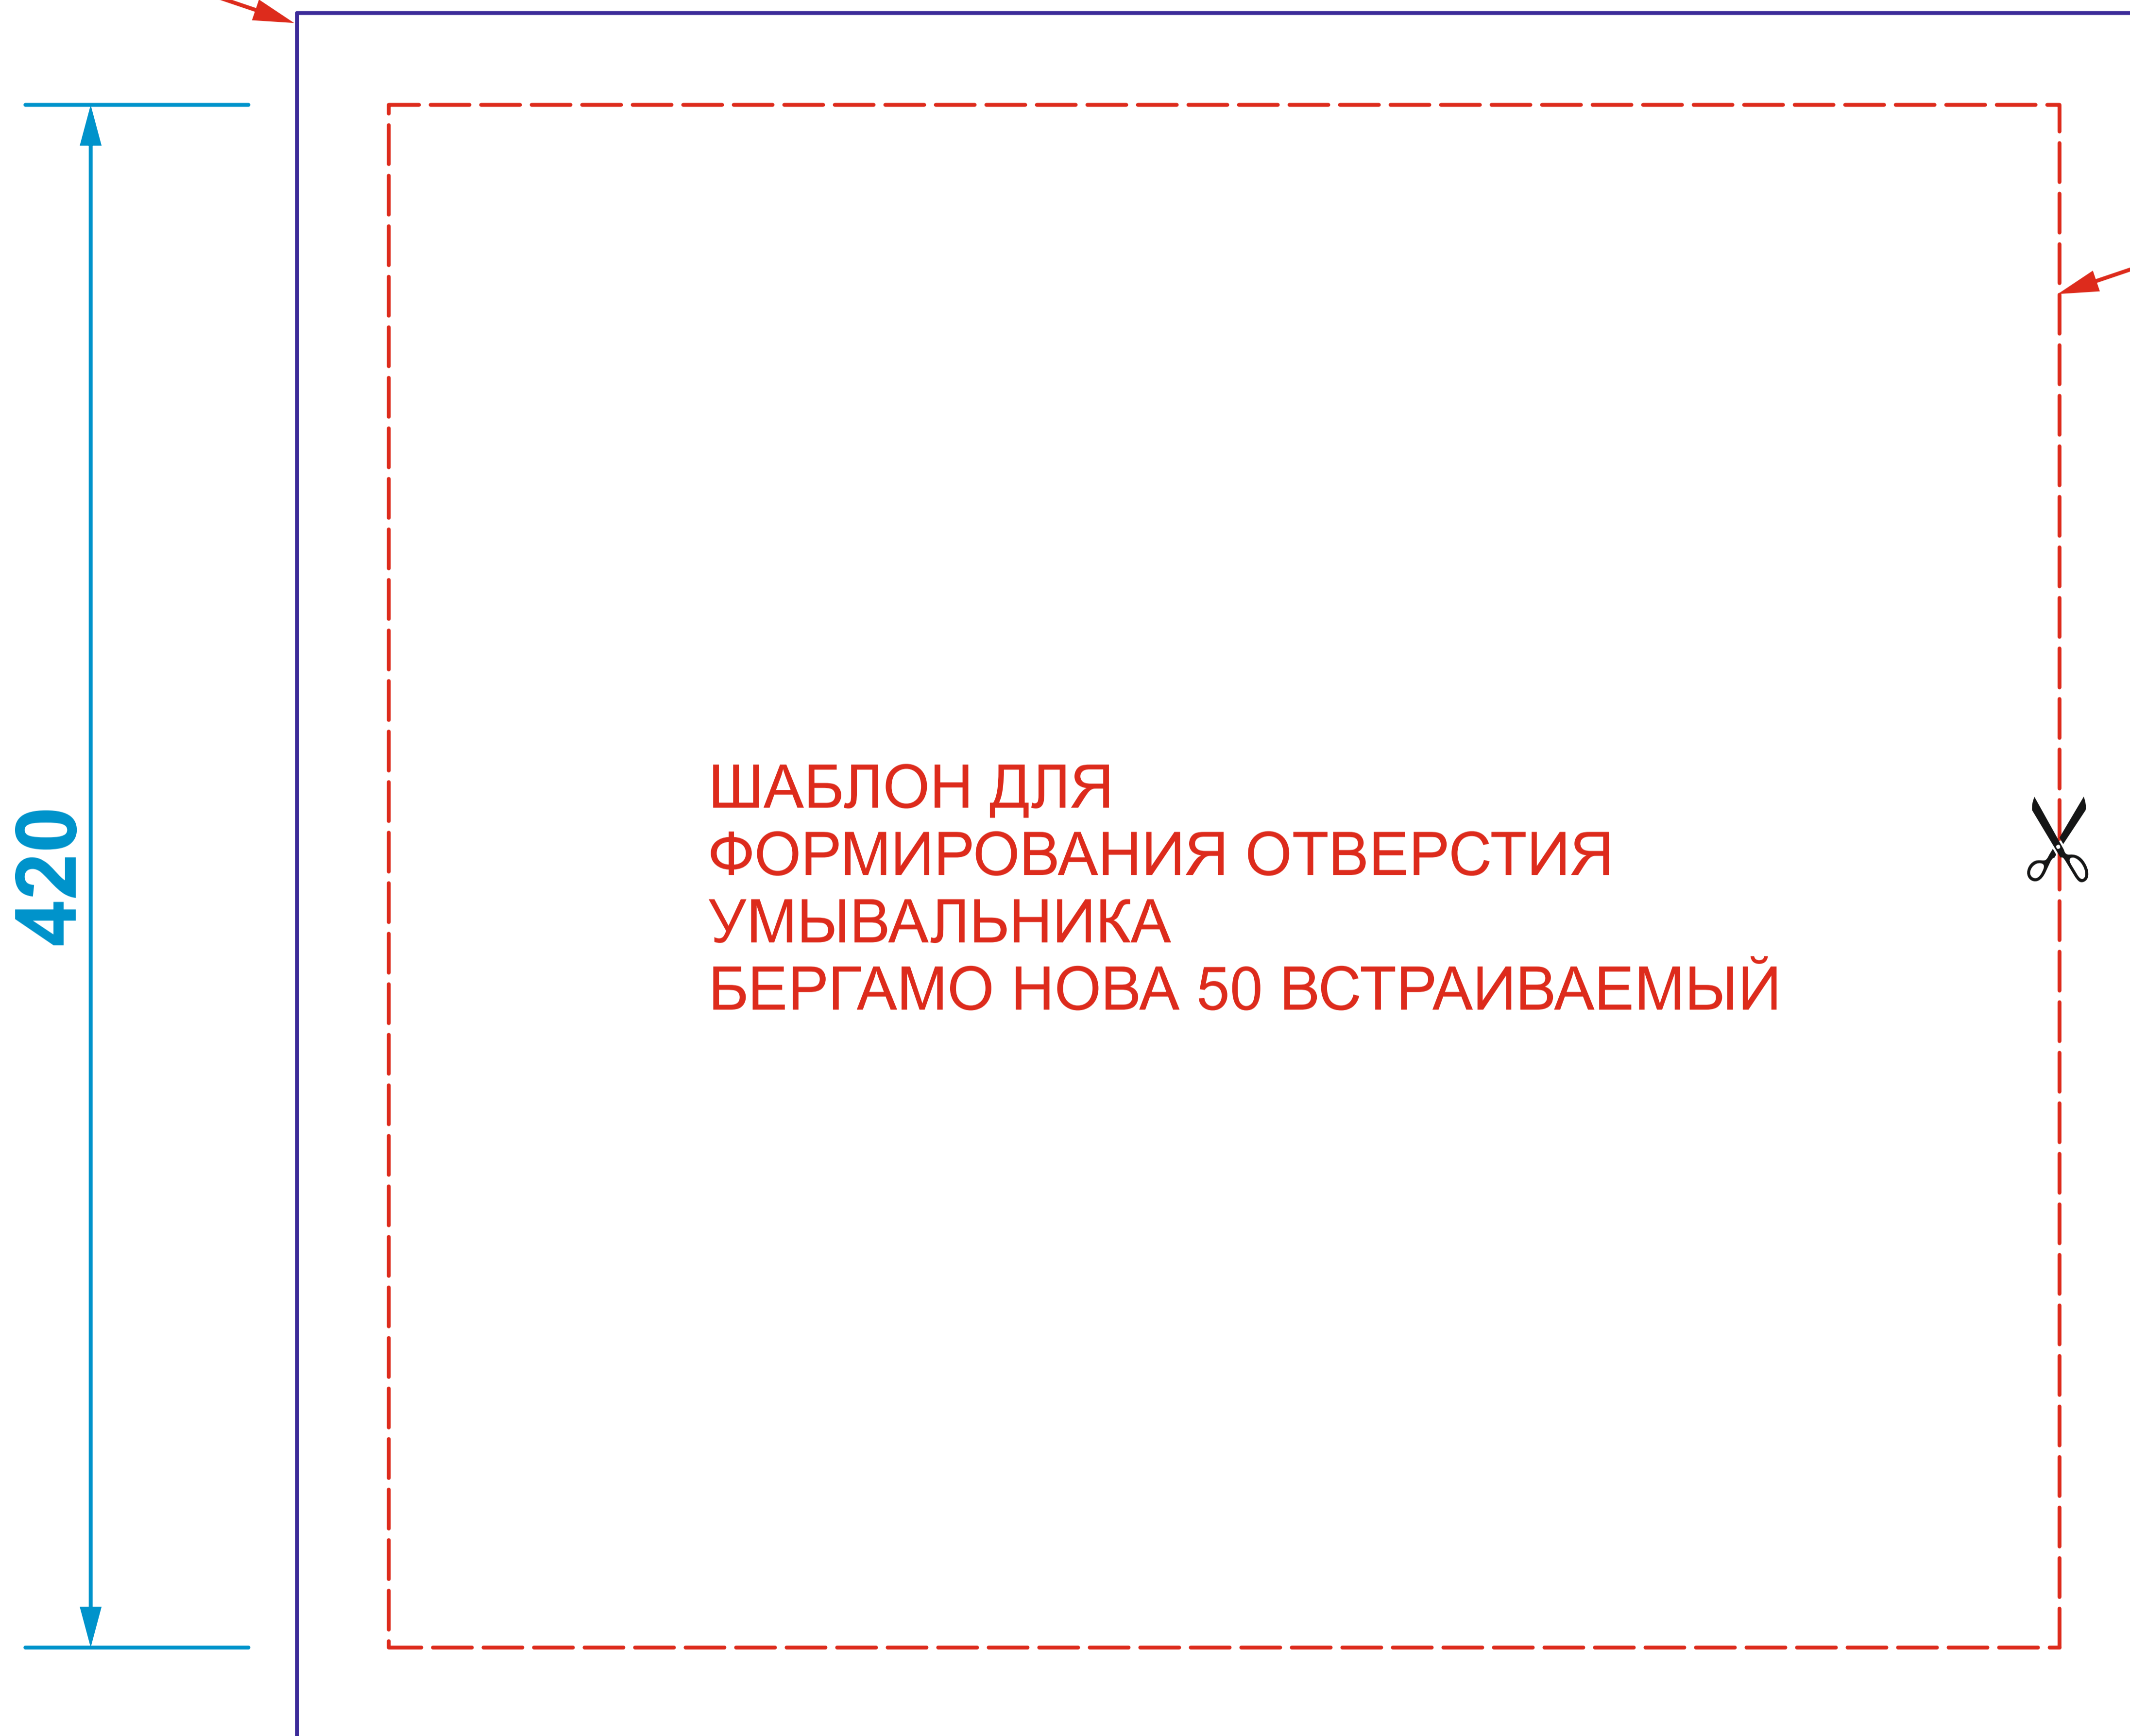 420
ШАБЛОН ДЛЯ
ФОРМИРОВАНИЯ ОТВЕРСТИЯ
УМЫВАЛЬНИКА
БЕРГАМО НОВА 50 ВСТРАИВАЕМЫЙ